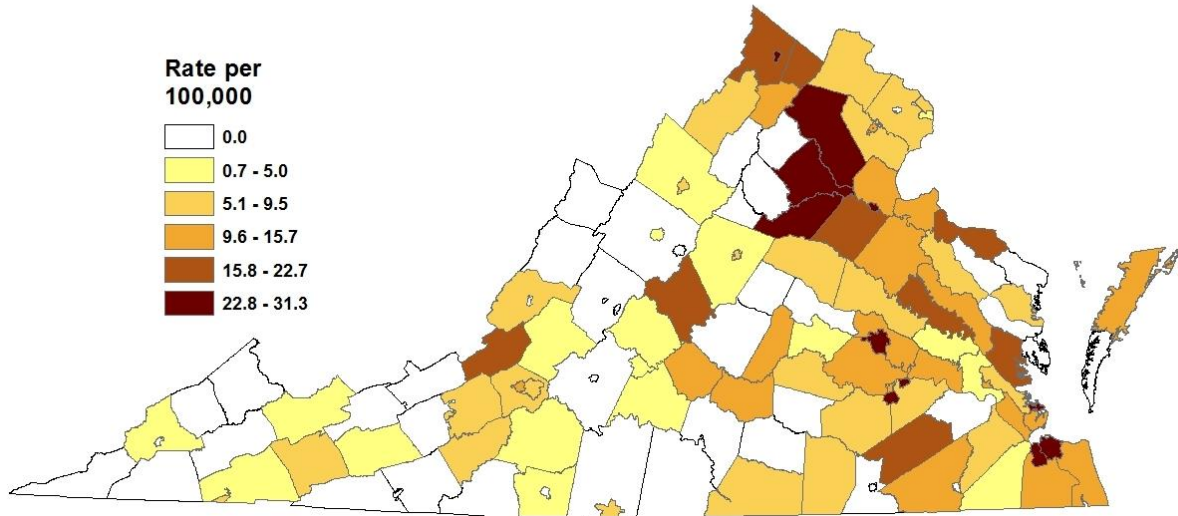 Rate per
100,000
0.0
0.7 - 5.0
5.1 - 9.5
9.6 - 15.7
15.8 - 22.7
22.8 - 31.3